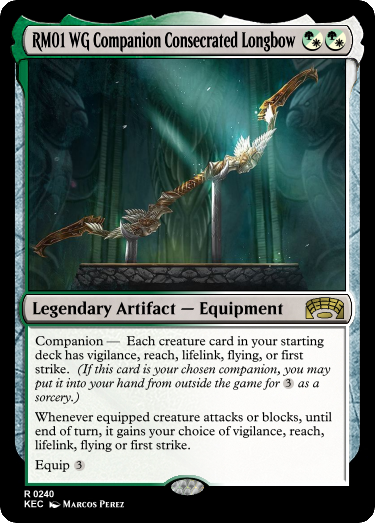 RM01 WG Companion Consecrated Longbow
Legendary Artifact — Equipment
Companion — Each creature card in your starting
deck has vigilance, reach, lifelink, flying, or first
strike. (If this card is your chosen companion, you may
put it into your hand from outside the game for 3 as a
sorcery.)
Whenever equipped creature attacks or blocks, until
end of turn, it gains your choice of vigilance, reach,
lifelink, flying or first strike.
Equip 3
R 0240
KEC Marcos Perez